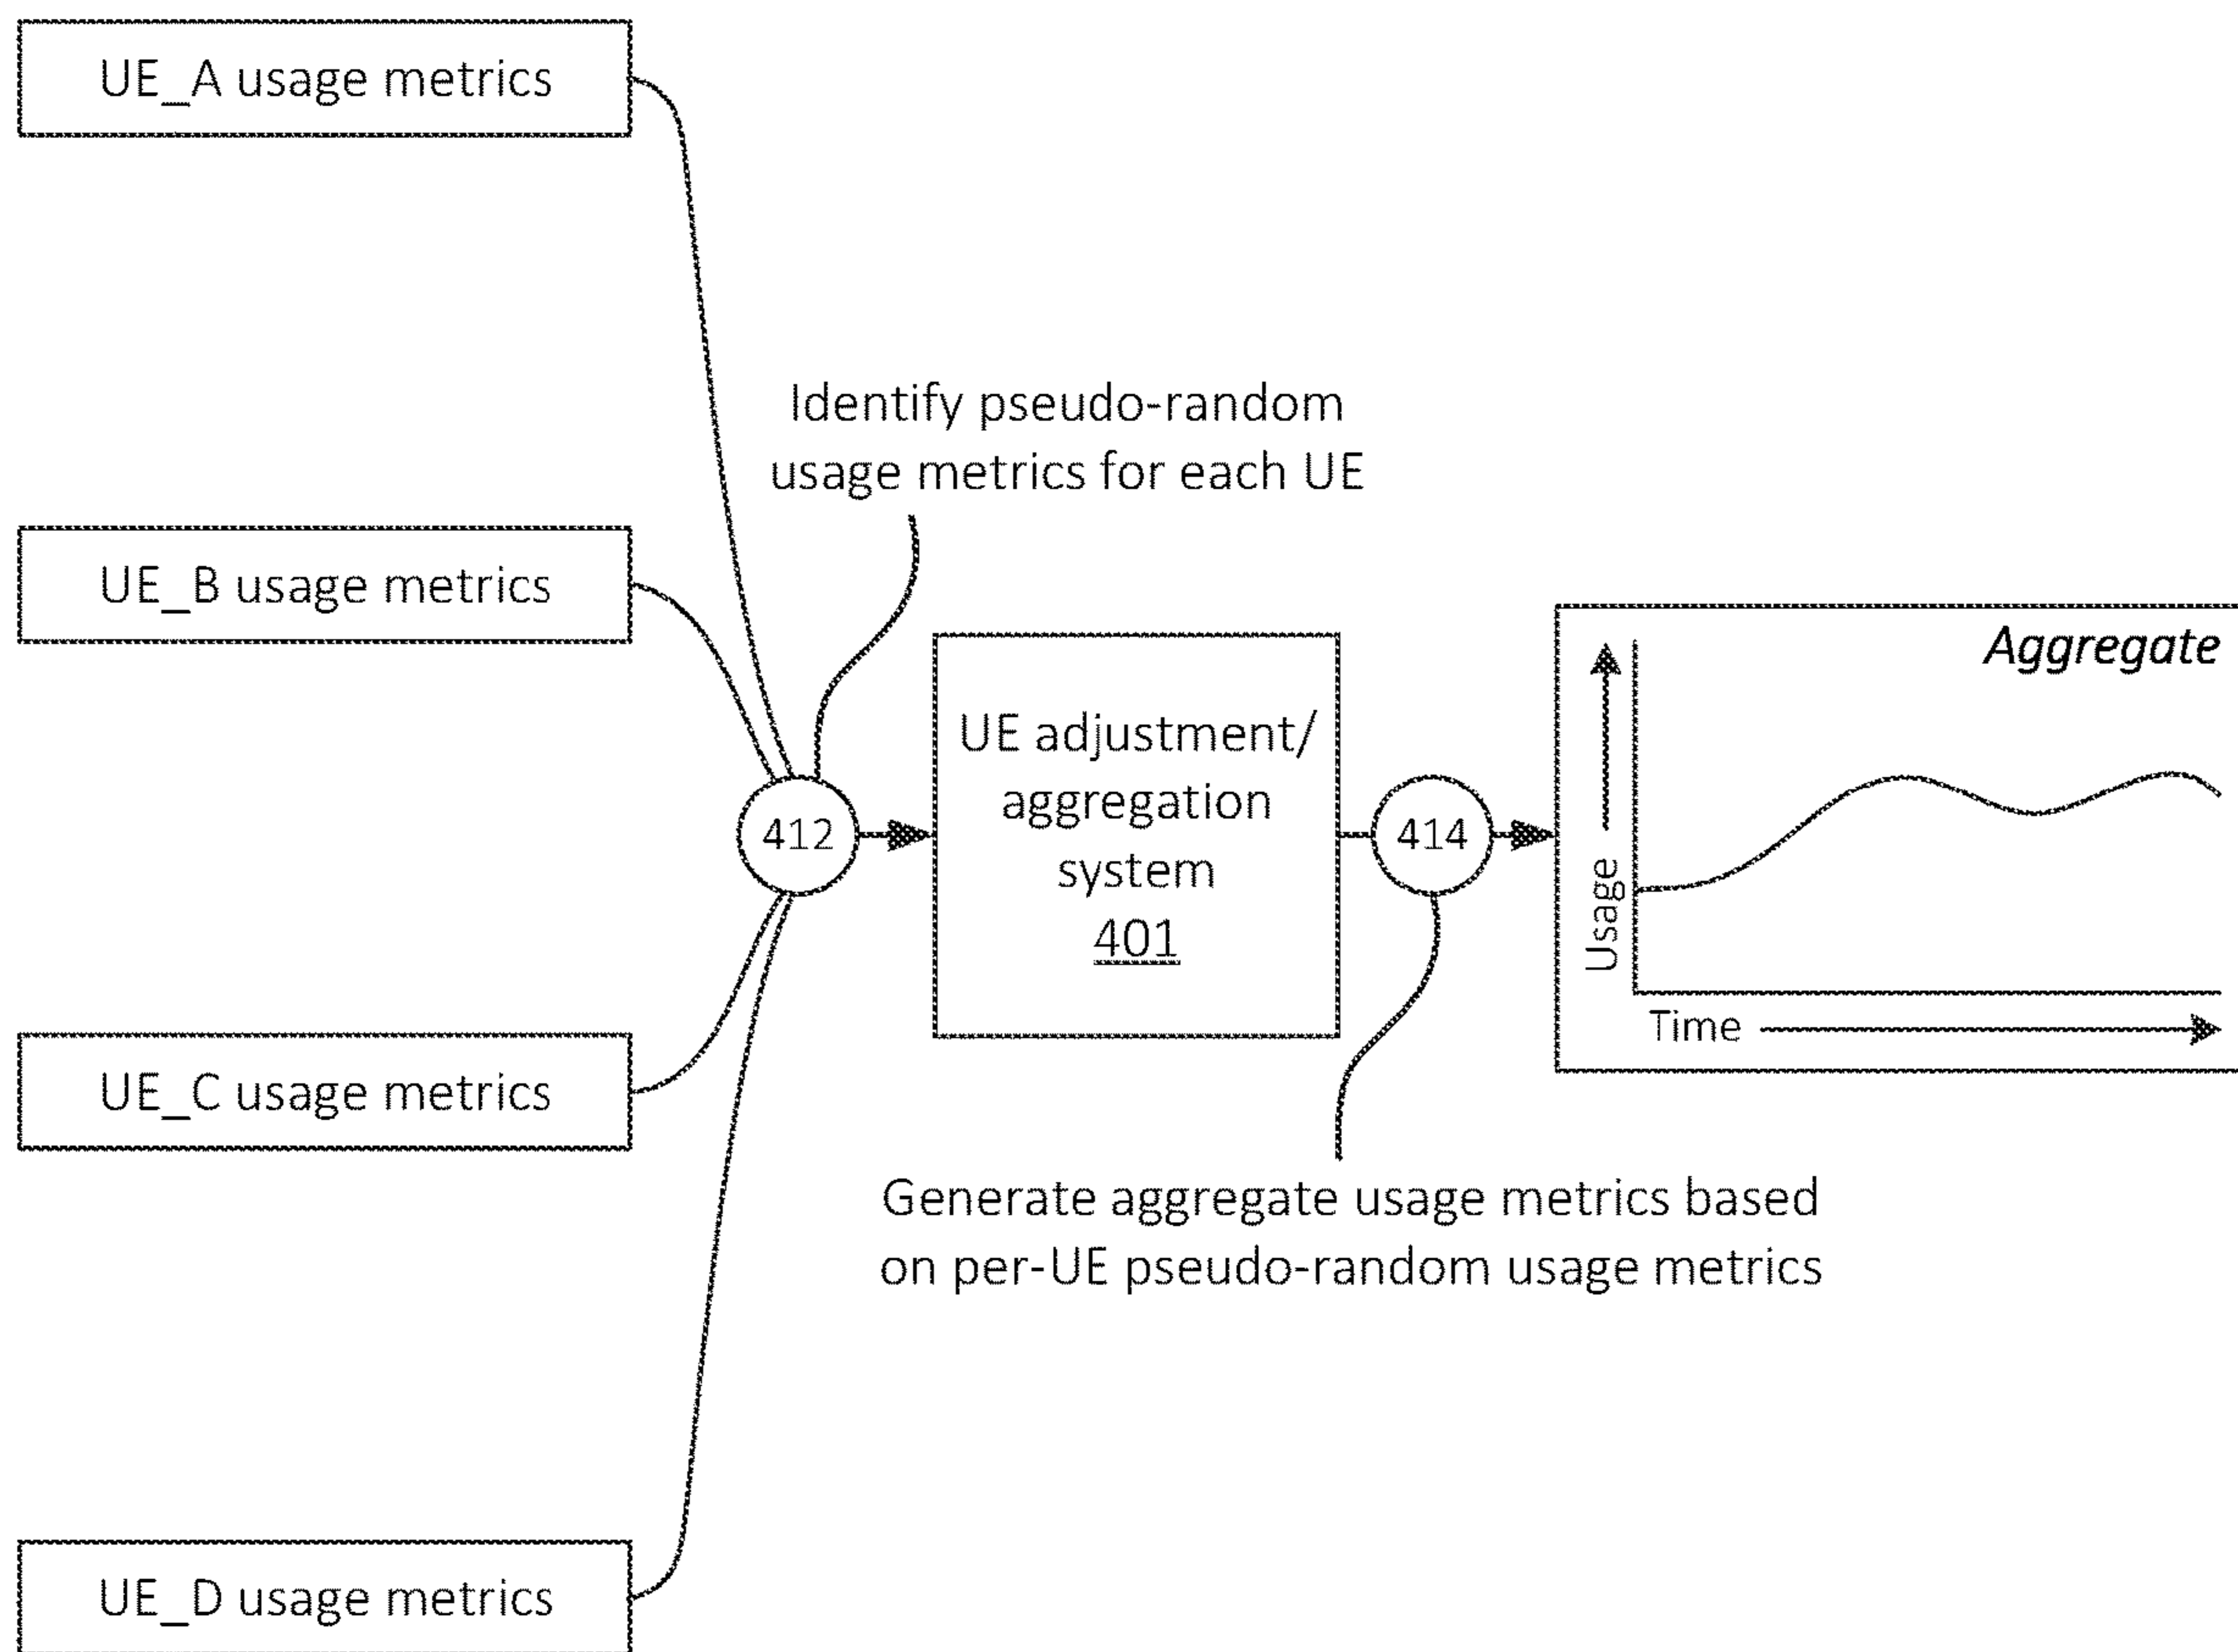 UE_A usage metrics
Identify pseudo-random
usage metrics for each UE
UE_B usage metrics
UE adjustment/
aggregation
system
401
412
414
Aggregate
Usage
Time
UE_C usage metrics
Generate aggregate usage metrics based
on per-UE pseudo-random usage metrics
UE_D usage metrics